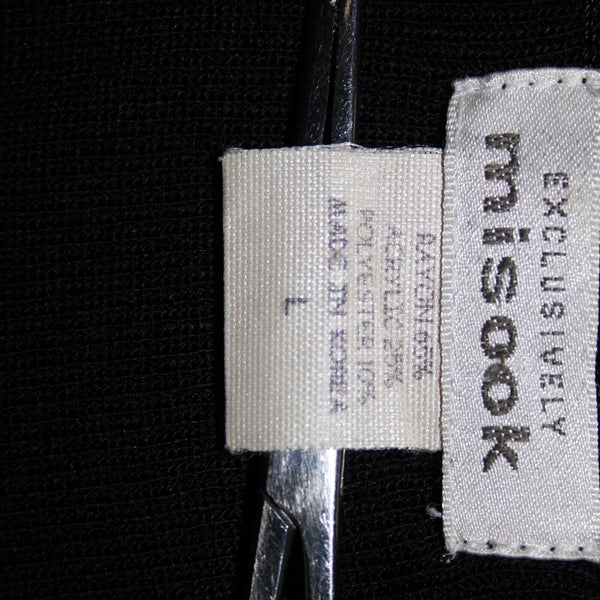 EXCLUSIVELY
misook
RAYON 65%
ACRYLIC 25%
POLYESTER 10%
MADE IN KOREA
L